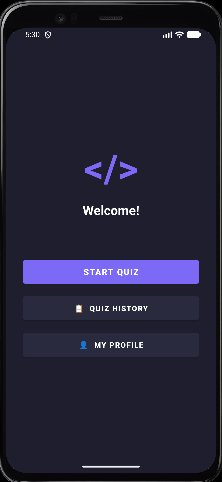 5:30
</>
Welcome!
START QUIZ
📋 QUIZ HISTORY
👤 MY PROFILE